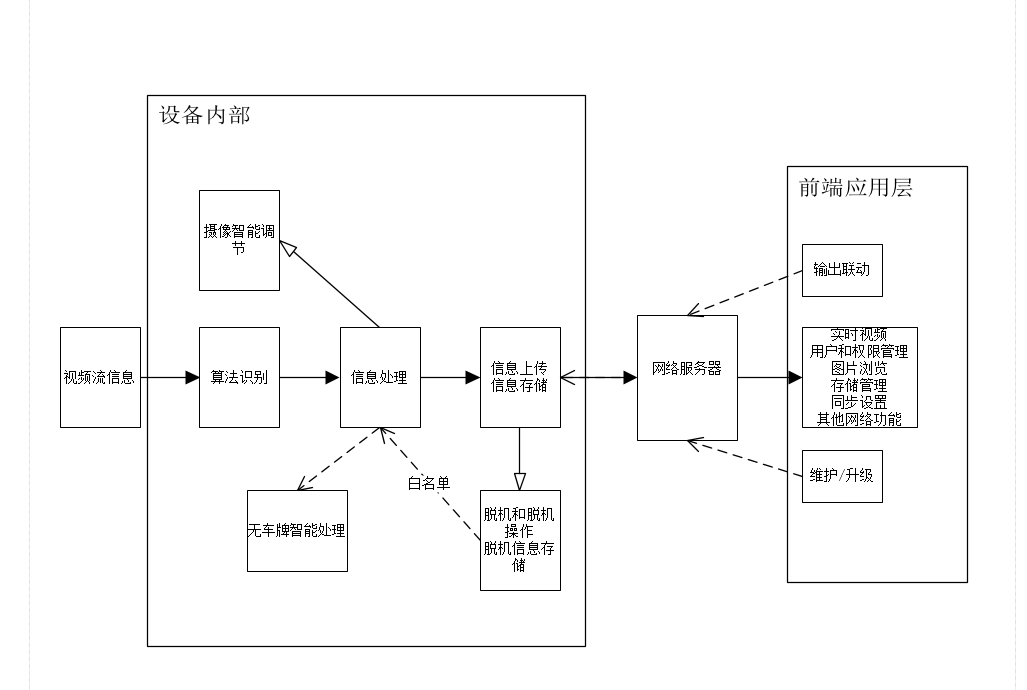 设备内部
前端应用层
摄像智能调
节
输出联动
视频流信息
算法识别
信息处理
信息上传
信息存储
网络服务器
实时视频
用户和权限管理
图片浏览
存储管理
同步设置
其他网络功能
白名单
维护/升级
无车牌智能处理
脱机和脱机
操作
脱机信息存
储